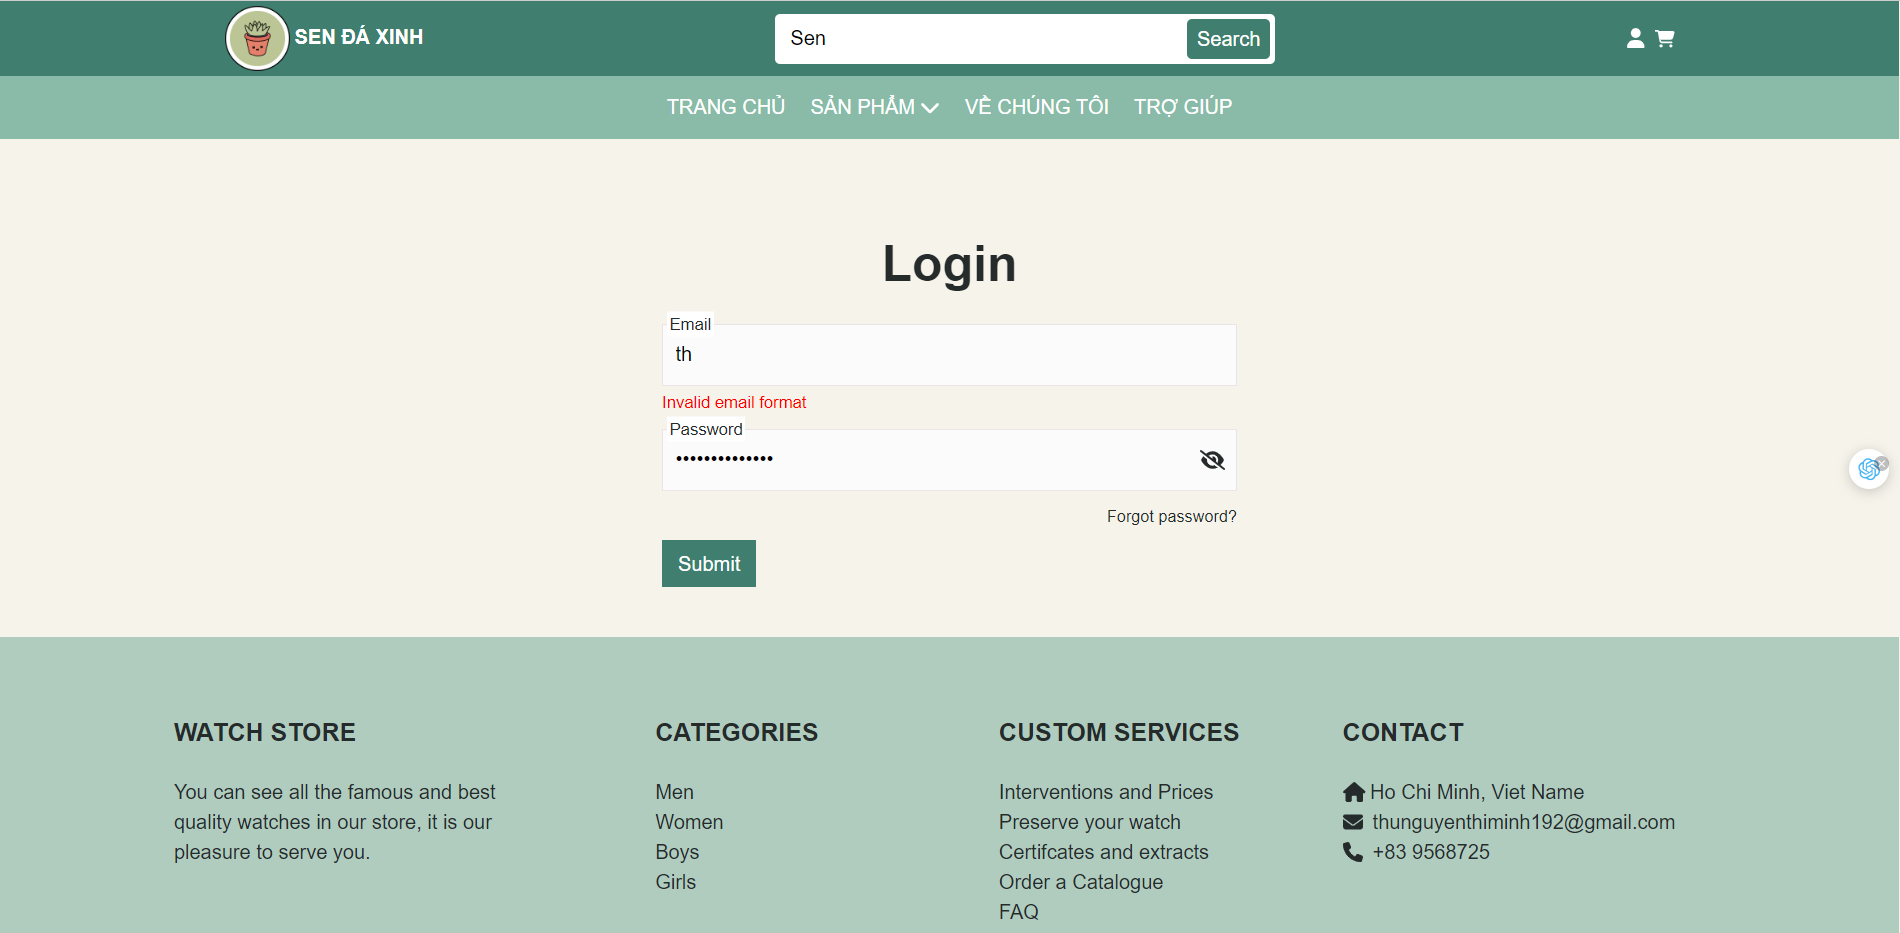 SEN ĐÁ XINH
Sen
Search
TRANG CHỦ SẢN PHẨM VỀ CHÚNG TÔI TRỢ GIÚP
Login
Email
th
Invalid email format
Password
••••••••••••••
Forgot password?
Submit
WATCH STORE
You can see all the famous and best
quality watches in our store, it is our
pleasure to serve you.
CATEGORIES
Men
Women
Boys
Girls
CUSTOM SERVICES
Interventions and Prices
Preserve your watch
Certifcates and extracts
Order a Catalogue
FAQ
CONTACT
Ho Chi Minh, Viet Name
thunguyenthiminh192@gmail.com
+83 9568725